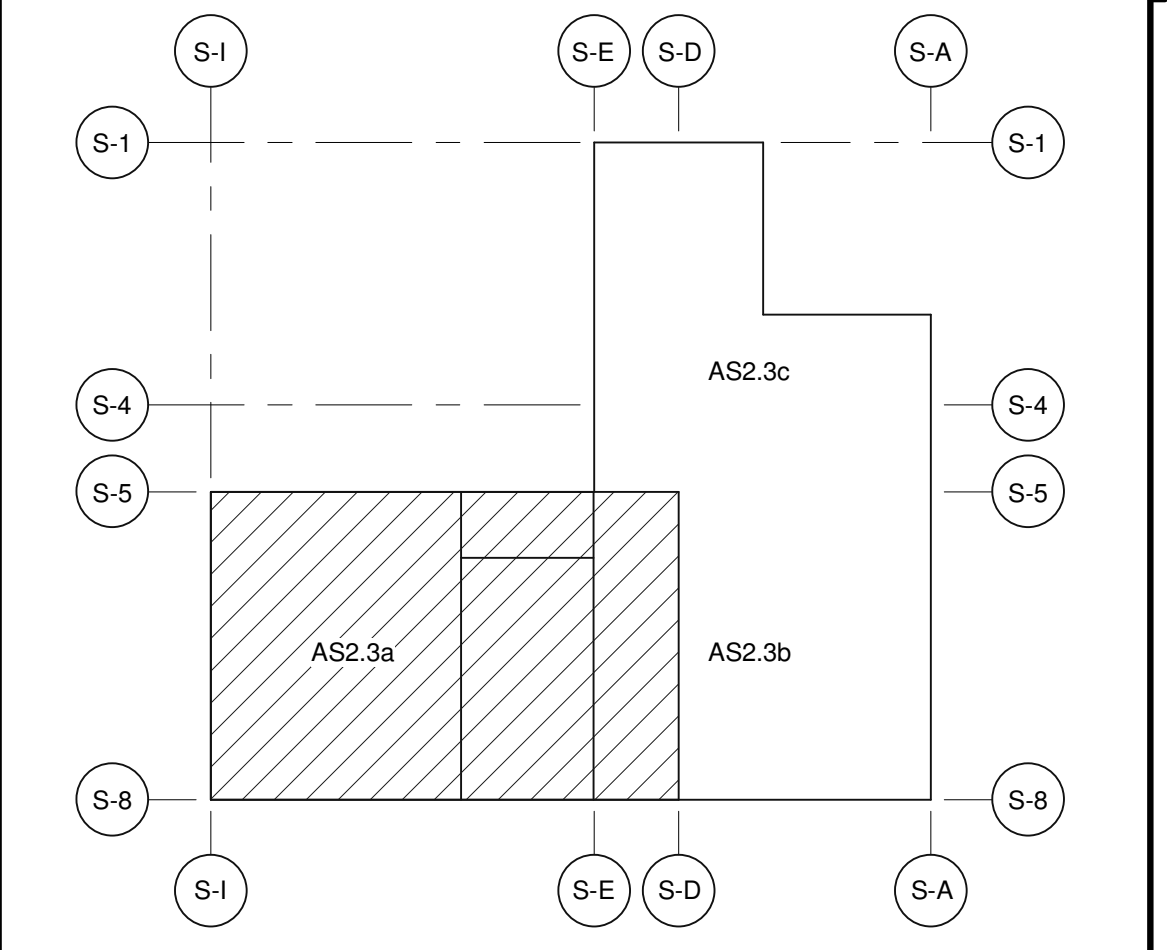 S-I
S-E
S-D
S-A
S-1
S-1
AS2.3c
S-4
S-4
S-5
S-5
AS2.3a
AS2.3b
S-8
S-8
S-I
S-E
S-D
S-A